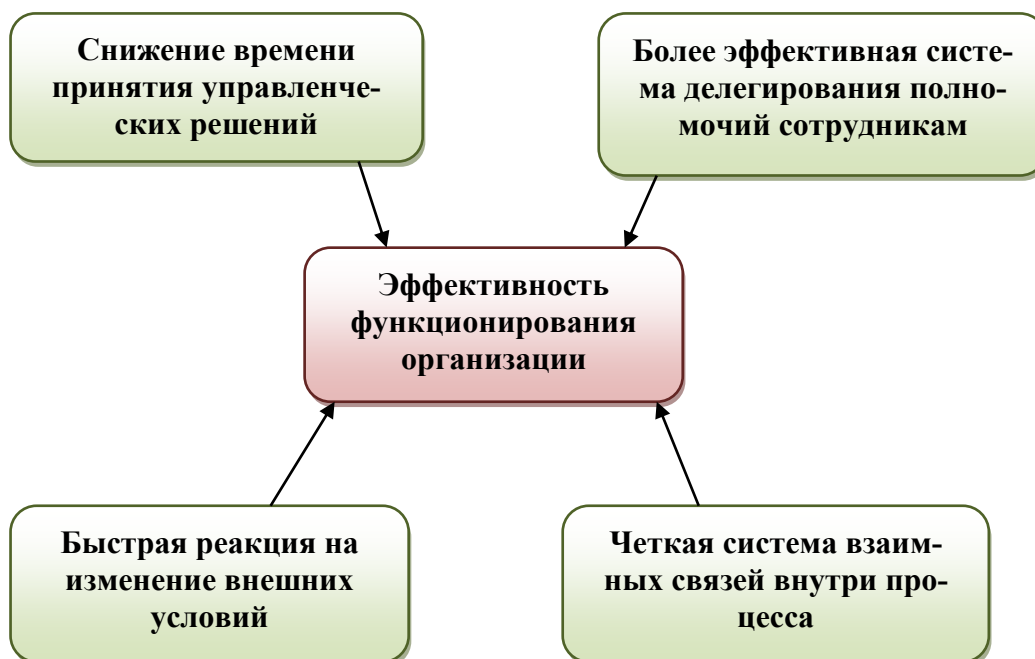 Снижение времени
принятия управленче-
ских решений
Более эффективная систе-
ма делегирования полно-
мочий сотрудникам
Эффективность
функционирования
организации
Быстрая реакция на
изменение внешних
условий
Четкая система взаим-
ных связей внутри про-
цесса